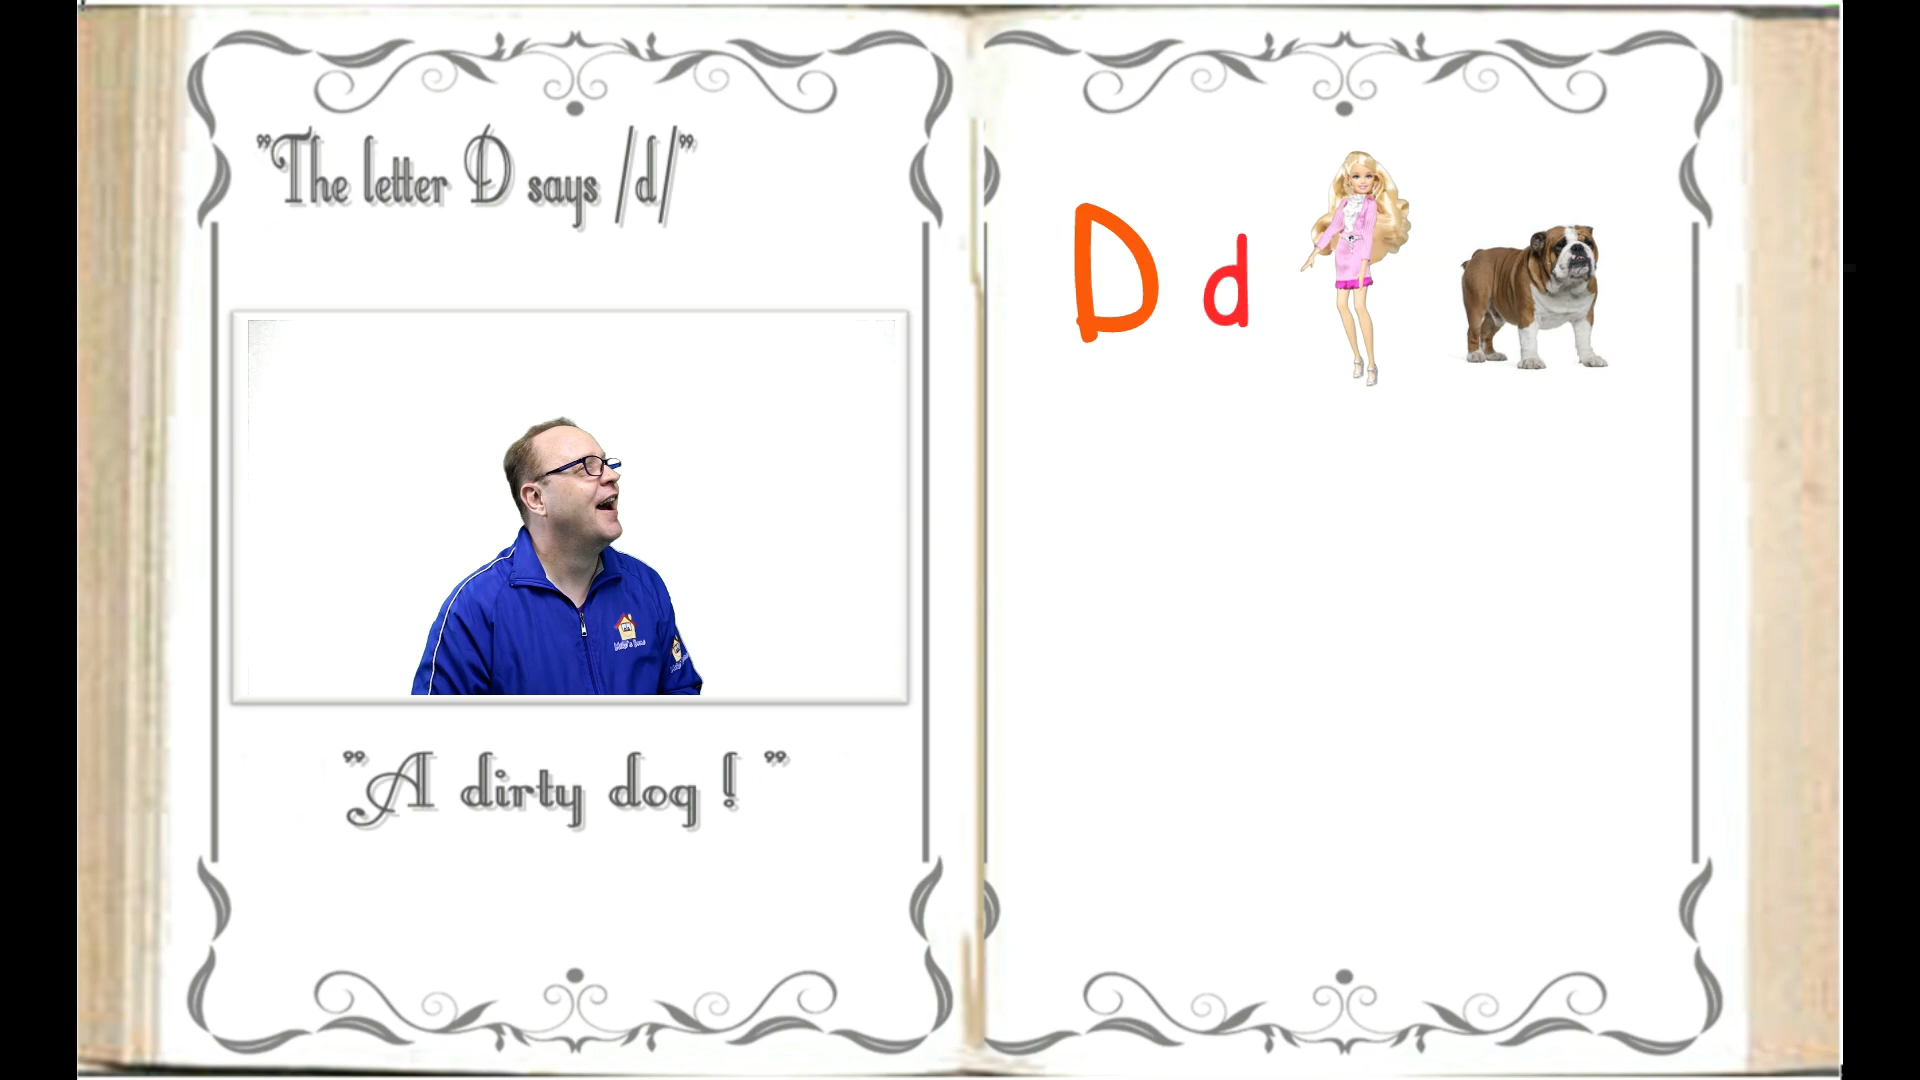 "The letter D says /d/"
"A dirty dog ! "
D d